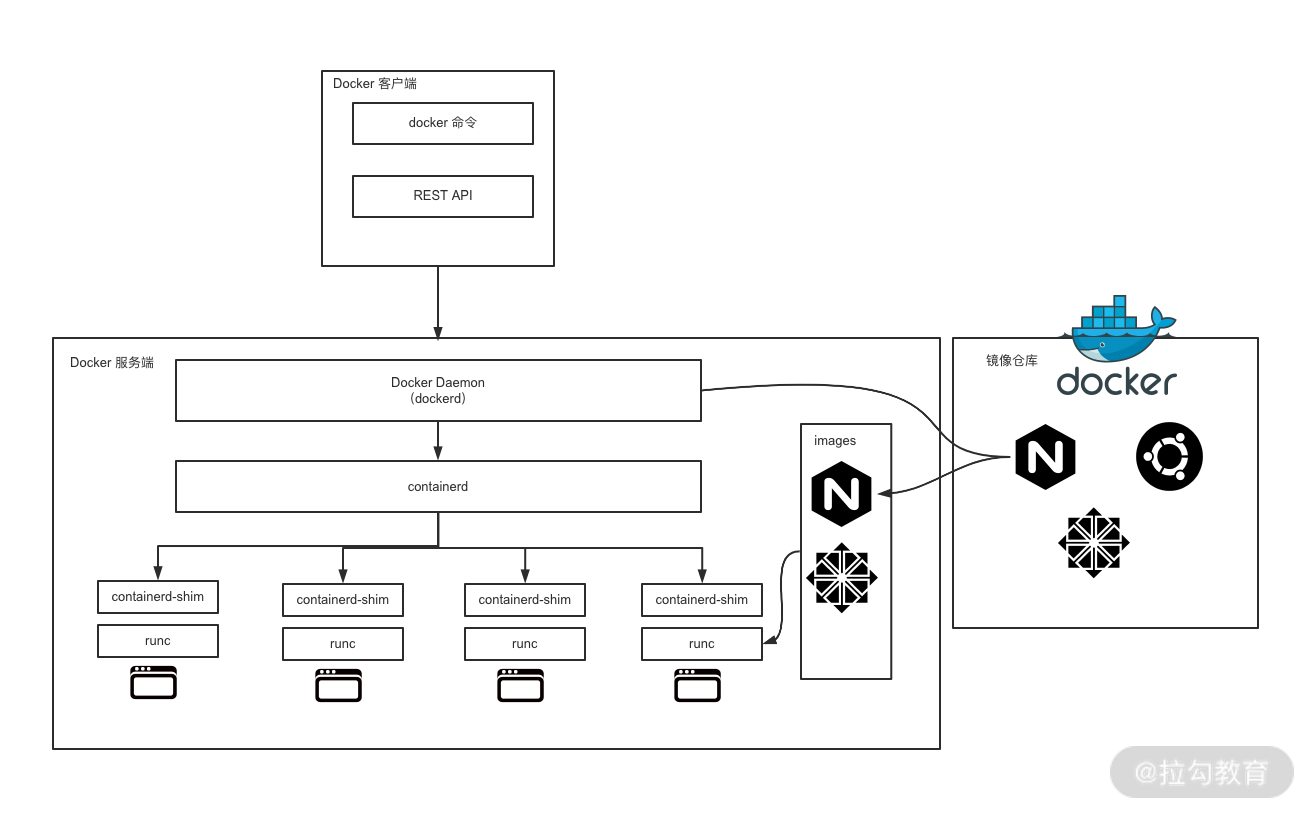 Docker 客户端
docker 命令
REST API
Docker 服务端
Docker Daemon
（dockerd）
containerd
containerd-shim
containerd-shim
containerd-shim
containerd-shim
runc
runc
runc
runc
images
N
镜像仓库
docker
N
@拉勾教育